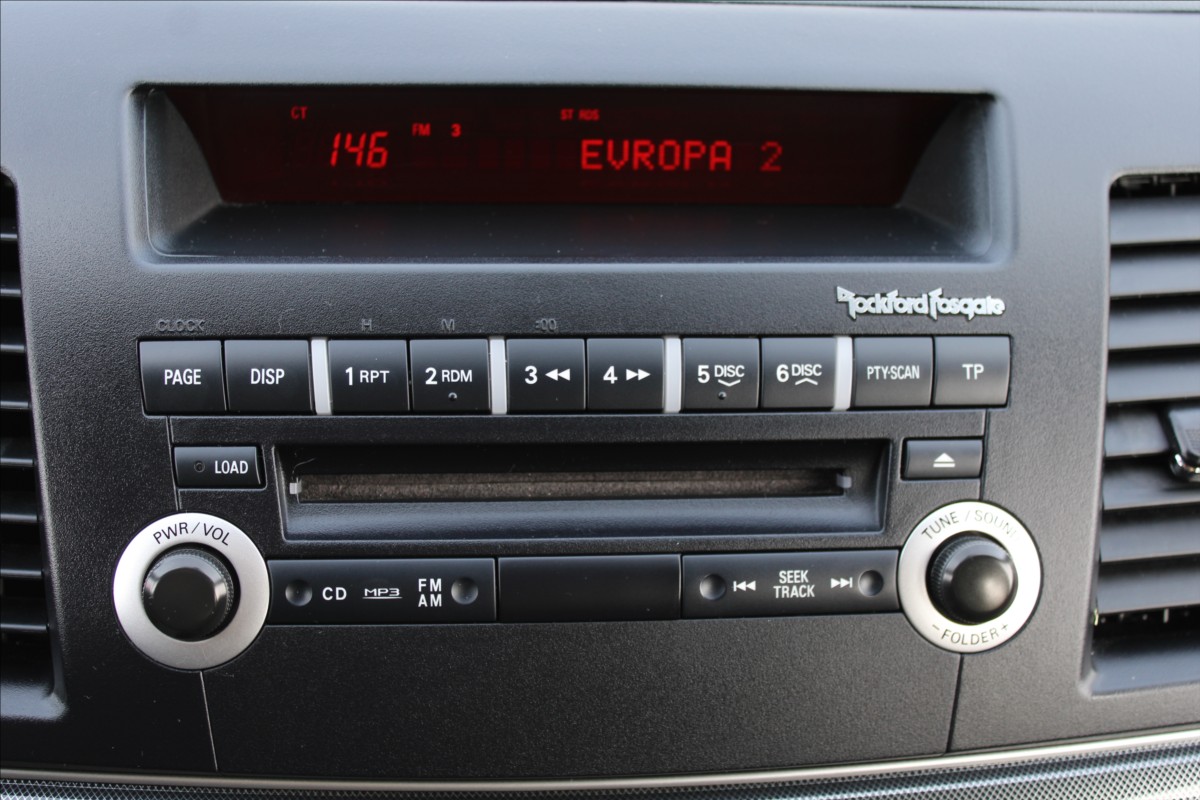 CT
146 FM 3
ST RDS
EVROPA 2
Rockford Fosgate
CLOCK H M :00
PAGE DISP 1 RPT 2 RDM 3 ◀◀ 4 ▶▶ 5 DISC 6 DISC PTY·SCAN TP
LOAD
PWR/VOL
TUNE/SOUND
CD MP3 FM
AM
SEEK
TRACK
- FOLDER +